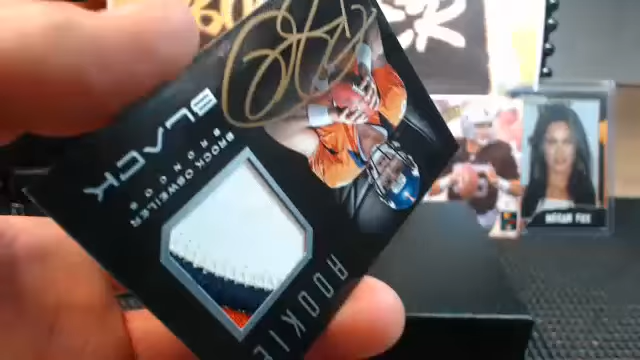 BLACK
BROCK OSWEILER
BRONCOS
ROOKIE
MEGAN FOX